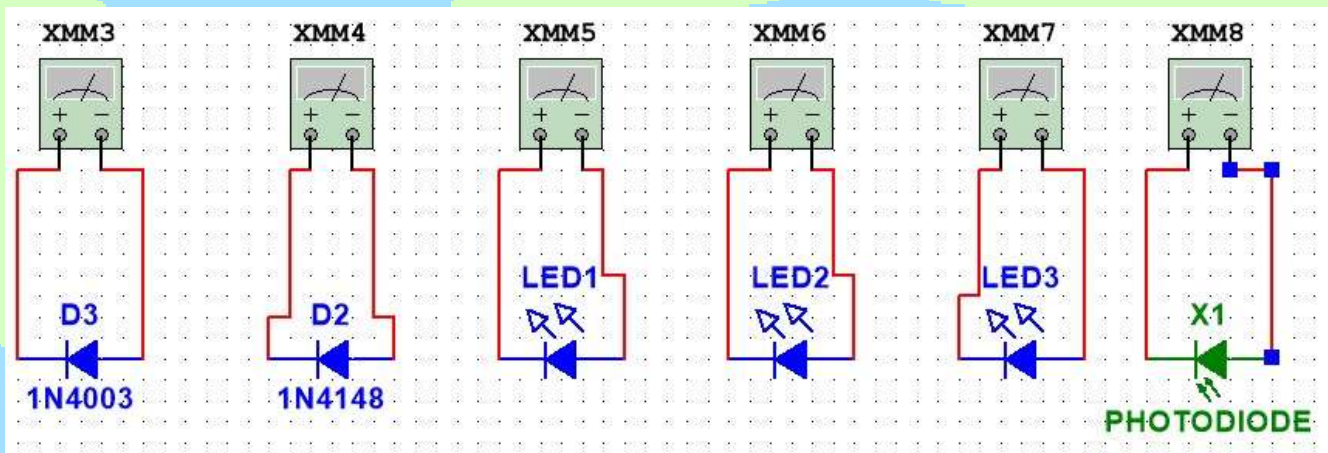 XMM3 XMM4 XMM5 XMM6 XMM7 XMM8
+ − + − + − + − + − + −
LED1 LED2 LED3
D3 D2 X1
1N4003 1N4148
PHOTODIODE